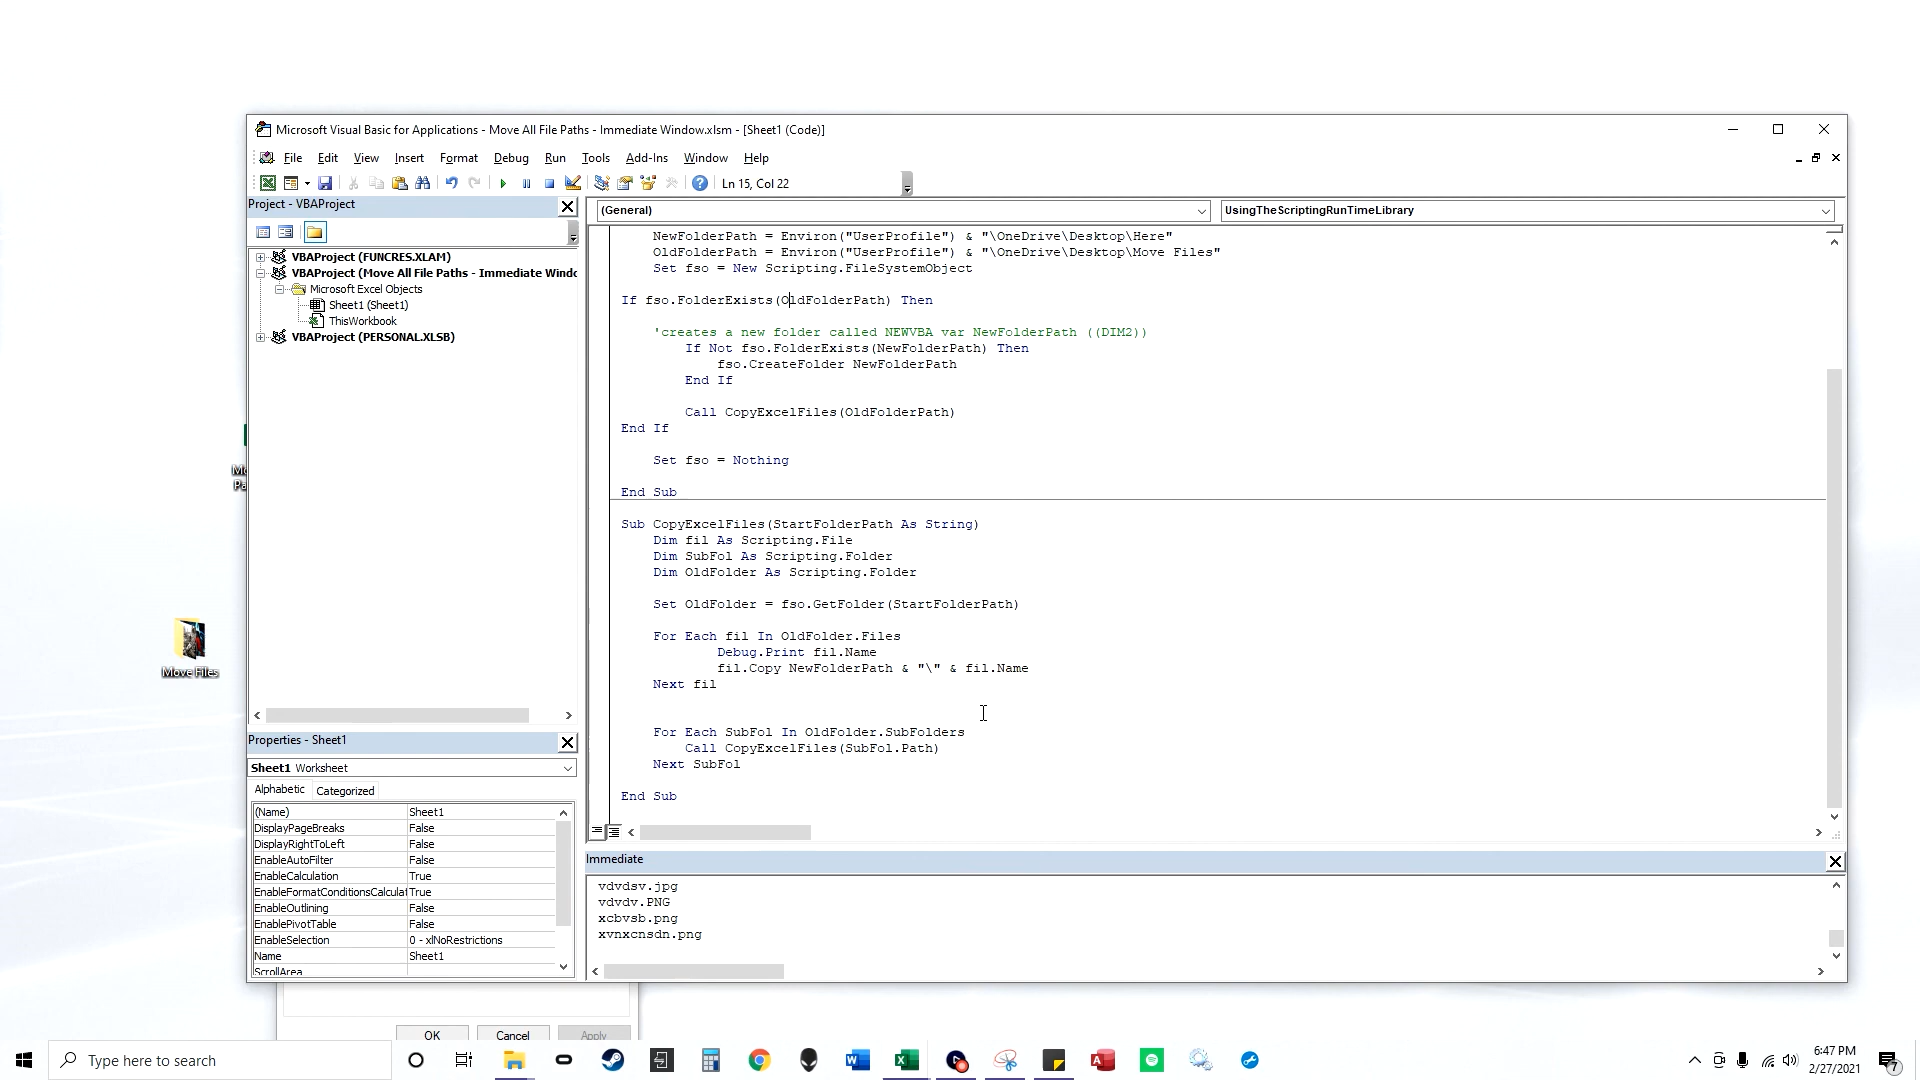 Microsoft Visual Basic for Applications - Move All File Paths - Immediate Window.xlsm - [Sheet1 (Code)]
File Edit View Insert Format Debug Run Tools Add-Ins Window Help
Ln 15, Col 22
Project - VBAProject
VBAProject (FUNCRES.XLAM)
VBAProject (Move All File Paths - Immediate Windo
Microsoft Excel Objects
Sheet1 (Sheet1)
ThisWorkbook
VBAProject (PERSONAL.XLSB)
(General)
UsingTheScriptingRunTimeLibrary
NewFolderPath = Environ("UserProfile") & "\OneDrive\Desktop\Here"
OldFolderPath = Environ("UserProfile") & "\OneDrive\Desktop\Move Files"
Set fso = New Scripting.FileSystemObject
If fso.FolderExists(OldFolderPath) Then
'creates a new folder called NEWVBA var NewFolderPath ((DIM2))
If Not fso.FolderExists(NewFolderPath) Then
fso.CreateFolder NewFolderPath
End If
Call CopyExcelFiles(OldFolderPath)
End If
Set fso = Nothing
End Sub
Sub CopyExcelFiles(StartFolderPath As String)
Dim fil As Scripting.File
Dim SubFol As Scripting.Folder
Dim OldFolder As Scripting.Folder
Set OldFolder = fso.GetFolder(StartFolderPath)
For Each fil In OldFolder.Files
Debug.Print fil.Name
fil.Copy NewFolderPath & "\" & fil.Name
Next fil
For Each SubFol In OldFolder.SubFolders
Call CopyExcelFiles(SubFol.Path)
Next SubFol
End Sub
Mo
Pa
Move Files
Properties - Sheet1
Sheet1 Worksheet
Alphabetic Categorized
(Name) Sheet1
DisplayPageBreaks False
DisplayRightToLeft False
EnableAutoFilter False
EnableCalculation True
EnableFormatConditionsCalculat True
EnableOutlining False
EnablePivotTable False
EnableSelection 0 - xlNoRestrictions
Name Sheet1
ScrollArea
Immediate
vdvdsv.jpg
vdvdv.PNG
xcbvsb.png
xvnxcnsdn.png
OK Cancel Apply
Type here to search
6:47 PM
2/27/2021
7